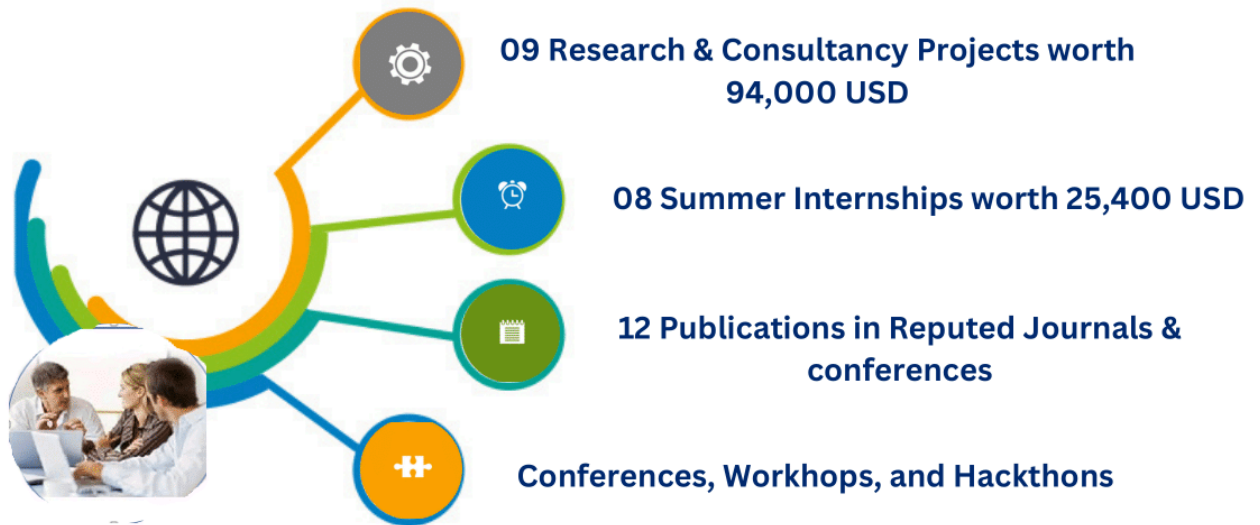 09 Research & Consultancy Projects worth
94,000 USD
08 Summer Internships worth 25,400 USD
12 Publications in Reputed Journals &
conferences
Conferences, Workhops, and Hackthons